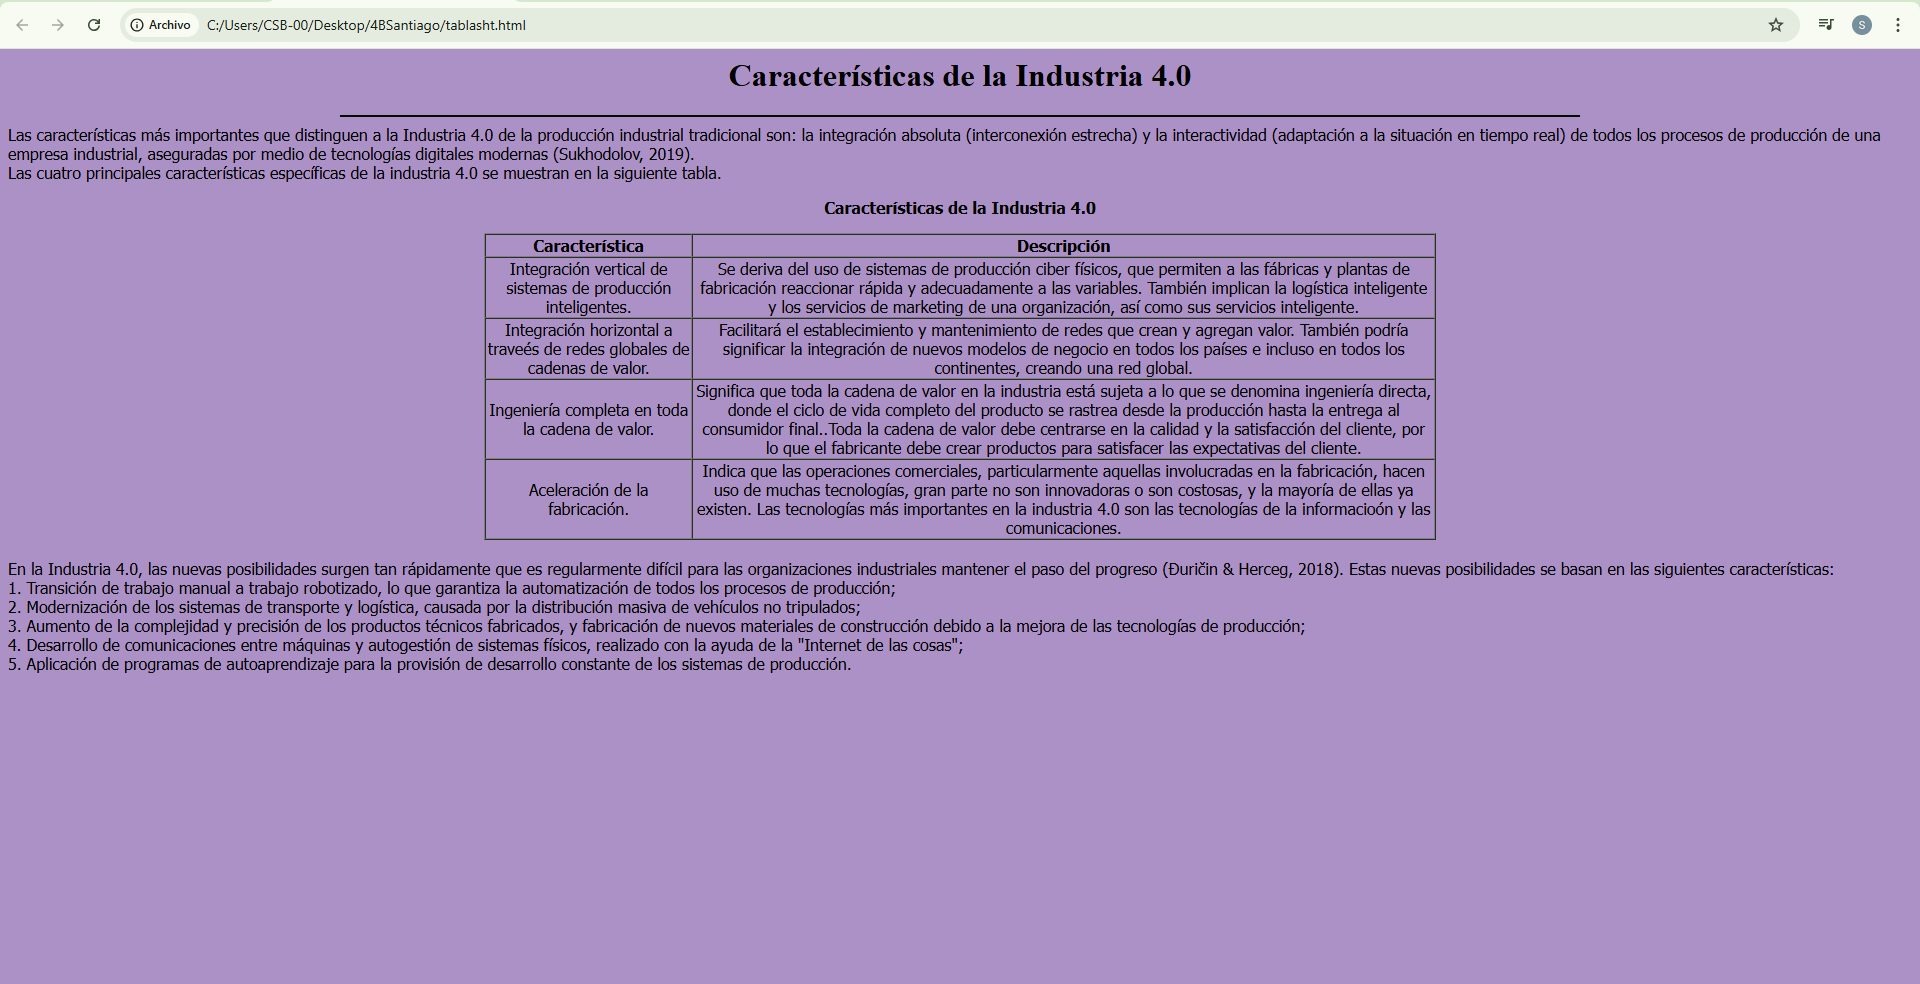 Archivo
C:/Users/CSB-00/Desktop/4BSantiago/tablasht.html
S
Características de la Industria 4.0
Las características más importantes que distinguen a la Industria 4.0 de la producción industrial tradicional son: la integración absoluta (interconexión estrecha) y la interactividad (adaptación a la situación en tiempo real) de todos los procesos de producción de una
empresa industrial, aseguradas por medio de tecnologías digitales modernas (Sukhodolov, 2019).
Las cuatro principales características específicas de la industria 4.0 se muestran en la siguiente tabla.
Características de la Industria 4.0
Característica
Descripción
Integración vertical de
sistemas de producción
inteligentes.
Se deriva del uso de sistemas de producción ciber físicos, que permiten a las fábricas y plantas de
fabricación reaccionar rápida y adecuadamente a las variables. También implican la logística inteligente
y los servicios de marketing de una organización, así como sus servicios inteligente.
Integración horizontal a
traveés de redes globales de
cadenas de valor.
Facilitará el establecimiento y mantenimiento de redes que crean y agregan valor. También podría
significar la integración de nuevos modelos de negocio en todos los países e incluso en todos los
continentes, creando una red global.
Ingeniería completa en toda
la cadena de valor.
Significa que toda la cadena de valor en la industria está sujeta a lo que se denomina ingeniería directa,
donde el ciclo de vida completo del producto se rastrea desde la producción hasta la entrega al
consumidor final..Toda la cadena de valor debe centrarse en la calidad y la satisfacción del cliente, por
lo que el fabricante debe crear productos para satisfacer las expectativas del cliente.
Aceleración de la
fabricación.
Indica que las operaciones comerciales, particularmente aquellas involucradas en la fabricación, hacen
uso de muchas tecnologías, gran parte no son innovadoras o son costosas, y la mayoría de ellas ya
existen. Las tecnologías más importantes en la industria 4.0 son las tecnologías de la informacioón y las
comunicaciones.
En la Industria 4.0, las nuevas posibilidades surgen tan rápidamente que es regularmente difícil para las organizaciones industriales mantener el paso del progreso (Đuričin & Herceg, 2018). Estas nuevas posibilidades se basan en las siguientes características:
1. Transición de trabajo manual a trabajo robotizado, lo que garantiza la automatización de todos los procesos de producción;
2. Modernización de los sistemas de transporte y logística, causada por la distribución masiva de vehículos no tripulados;
3. Aumento de la complejidad y precisión de los productos técnicos fabricados, y fabricación de nuevos materiales de construcción debido a la mejora de las tecnologías de producción;
4. Desarrollo de comunicaciones entre máquinas y autogestión de sistemas físicos, realizado con la ayuda de la "Internet de las cosas";
5. Aplicación de programas de autoaprendizaje para la provisión de desarrollo constante de los sistemas de producción.